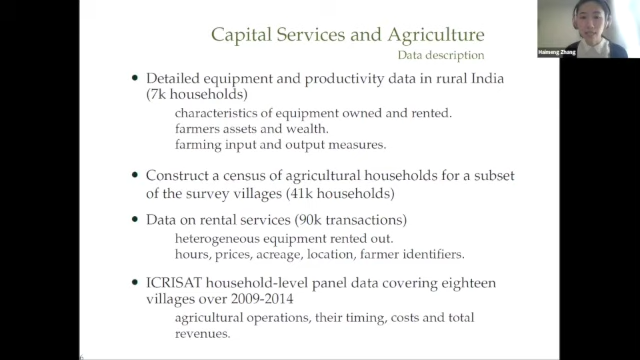 Capital Services and Agriculture
Data description
Haimeng Zhang
• Detailed equipment and productivity data in rural India
(7k households)
characteristics of equipment owned and rented.
farmers assets and wealth.
farming input and output measures.
• Construct a census of agricultural households for a subset
of the survey villages (41k households)
• Data on rental services (90k transactions)
heterogeneous equipment rented out.
hours, prices, acreage, location, farmer identifiers.
• ICRISAT household-level panel data covering eighteen
villages over 2009-2014
agricultural operations, their timing, costs and total
revenues.